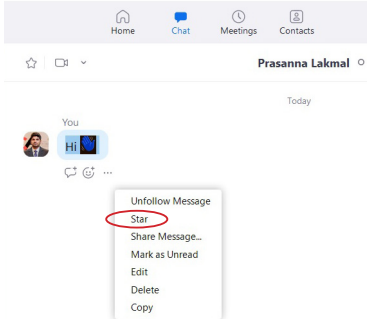 Home Chat Meetings Contacts
Prasanna Lakmal
Today
You
Hi 👋
Unfollow Message
Star
Share Message...
Mark as Unread
Edit
Delete
Copy